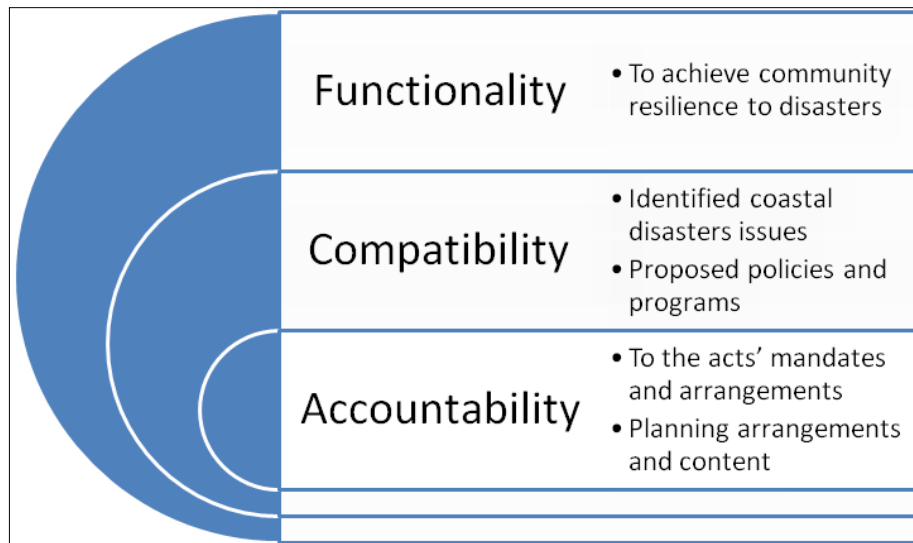 Functionality
• To achieve community
resilience to disasters
Compatibility
• Identified coastal
disasters issues
• Proposed policies and
programs
Accountability
• To the acts' mandates
and arrangements
• Planning arrangements
and content